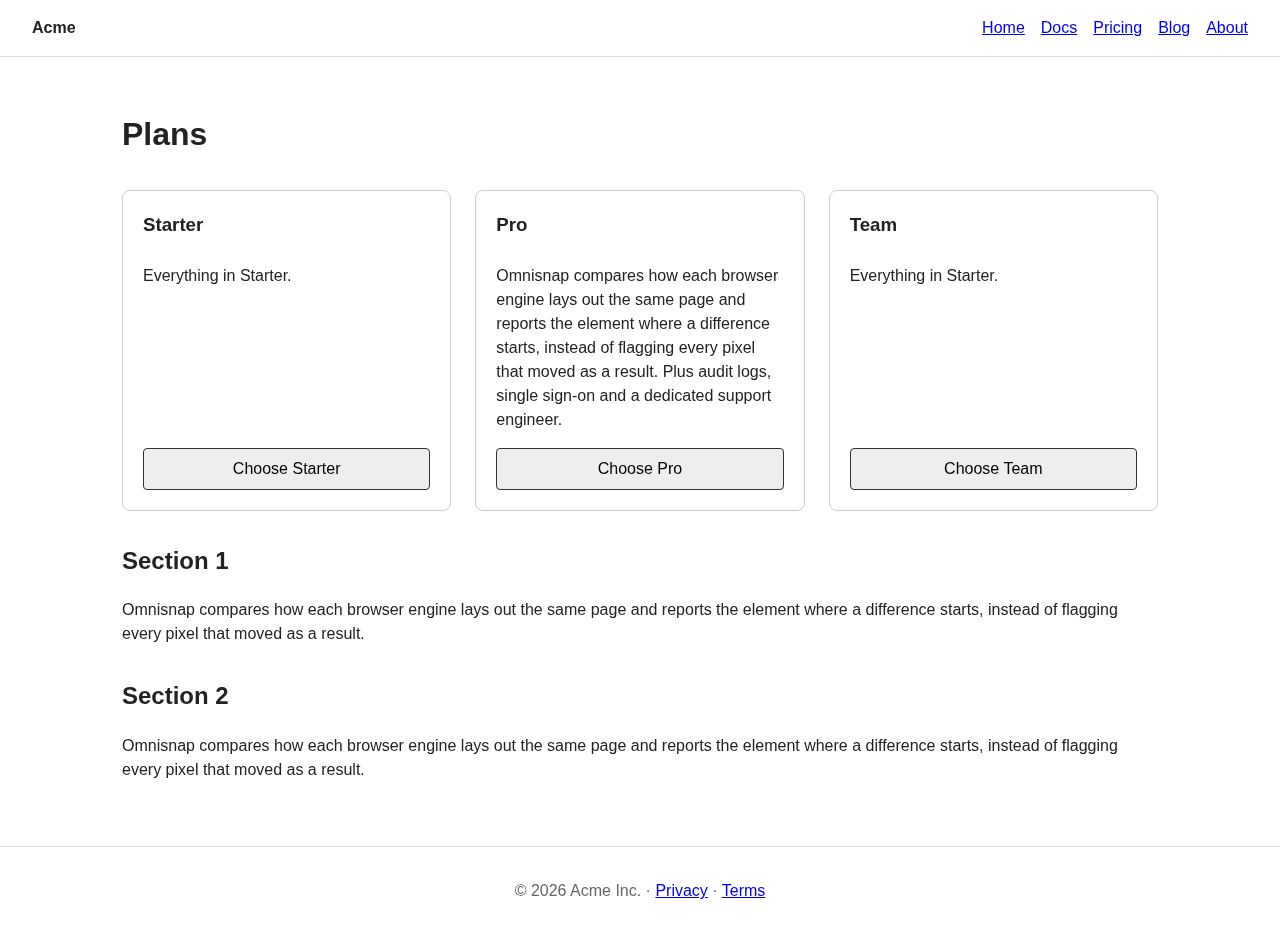 Acme
Home Docs Pricing Blog About
Plans
Starter
Everything in Starter.
Choose Starter
Pro
Omnisnap compares how each browser
engine lays out the same page and
reports the element where a difference
starts, instead of flagging every pixel
that moved as a result. Plus audit logs,
single sign-on and a dedicated support
engineer.
Choose Pro
Team
Everything in Starter.
Choose Team
Section 1
Omnisnap compares how each browser engine lays out the same page and reports the element where a difference starts, instead of flagging
every pixel that moved as a result.
Section 2
Omnisnap compares how each browser engine lays out the same page and reports the element where a difference starts, instead of flagging
every pixel that moved as a result.
© 2026 Acme Inc. · Privacy · Terms